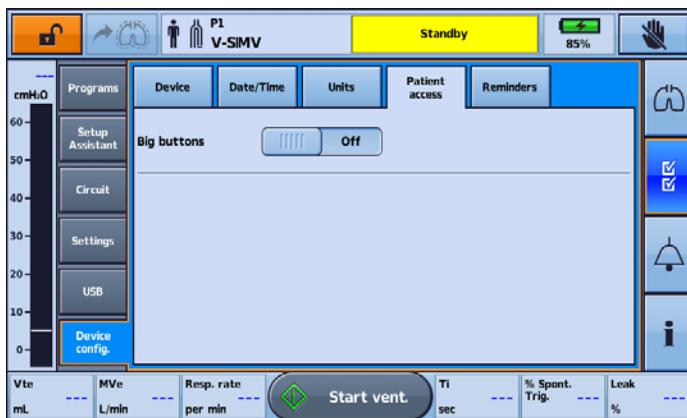 P1
V-SIMV
Standby
85%
---
cmH₂O
60
50
40
30
20
10
0
Programs
Setup
Assistant
Circuit
Settings
USB
Device
config.
Device
Date/Time
Units
Patient
access
Reminders
Big buttons
Off
Vte
---
mL
MVe
---
L/min
Resp. rate
---
per min
Start vent.
Ti
---
sec
% Spont.
Trig.
---
Leak
---
%